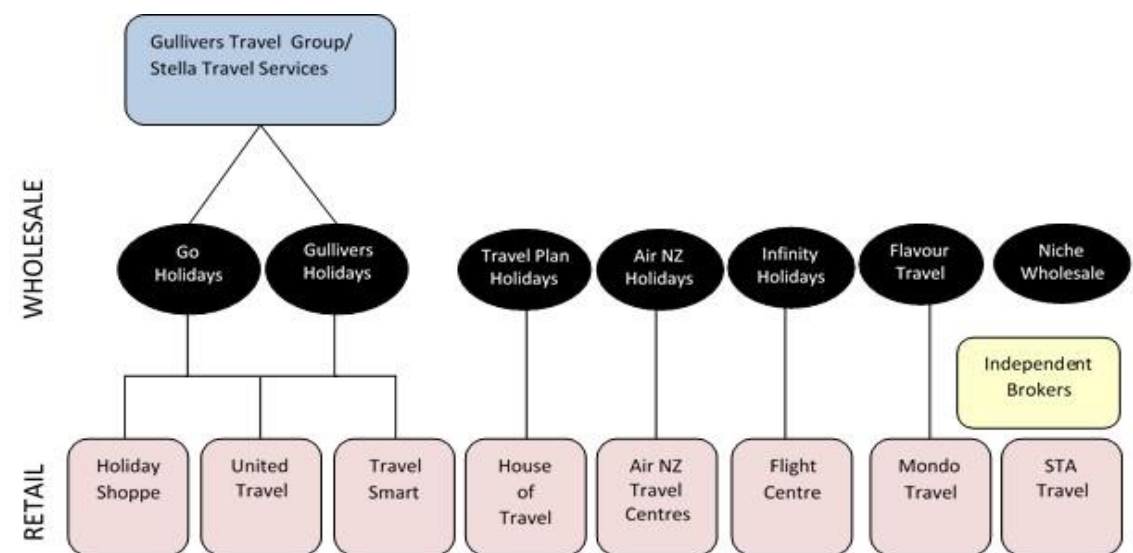 Gullivers Travel Group/
Stella Travel Services
WHOLESALE
Go
Holidays
Gullivers
Holidays
Travel Plan
Holidays
Air NZ
Holidays
Infinity
Holidays
Flavour
Travel
Niche
Wholesale
Independent
Brokers
RETAIL
Holiday
Shoppe
United
Travel
Travel
Smart
House
of
Travel
Air NZ
Travel
Centres
Flight
Centre
Mondo
Travel
STA
Travel